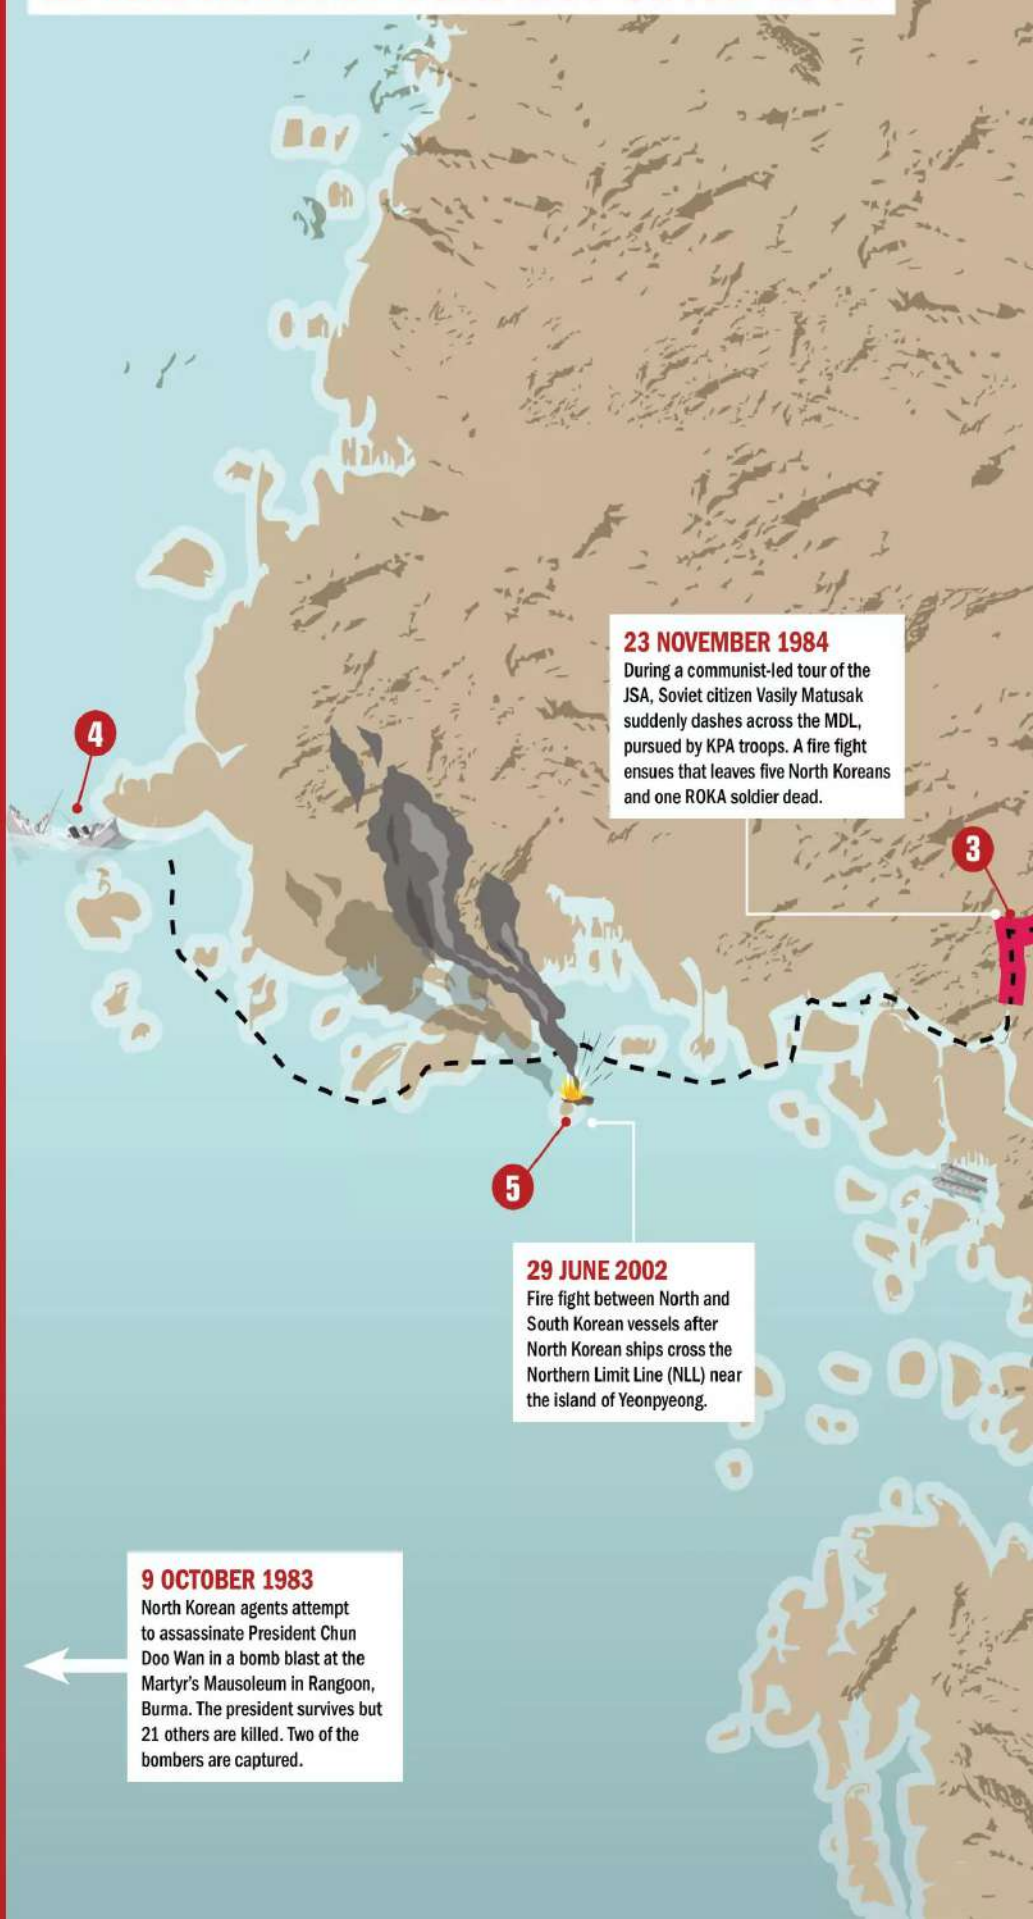 23 NOVEMBER 1984
During a communist-led tour of the
JSA, Soviet citizen Vasily Matusak
suddenly dashes across the MDL,
pursued by KPA troops. A fire fight
ensues that leaves five North Koreans
and one ROKA soldier dead.
4
3
5
29 JUNE 2002
Fire fight between North and
South Korean vessels after
North Korean ships cross the
Northern Limit Line (NLL) near
the island of Yeonpyeong.
9 OCTOBER 1983
North Korean agents attempt
to assassinate President Chun
Doo Wan in a bomb blast at the
Martyr's Mausoleum in Rangoon,
Burma. The president survives but
21 others are killed. Two of the
bombers are captured.